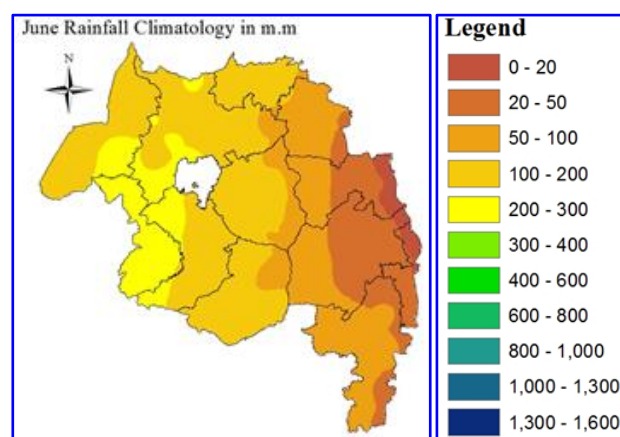 June Rainfall Climatology in m.m
N
Legend
0 - 20
20 - 50
50 - 100
100 - 200
200 - 300
300 - 400
400 - 600
600 - 800
800 - 1,000
1,000 - 1,300
1,300 - 1,600